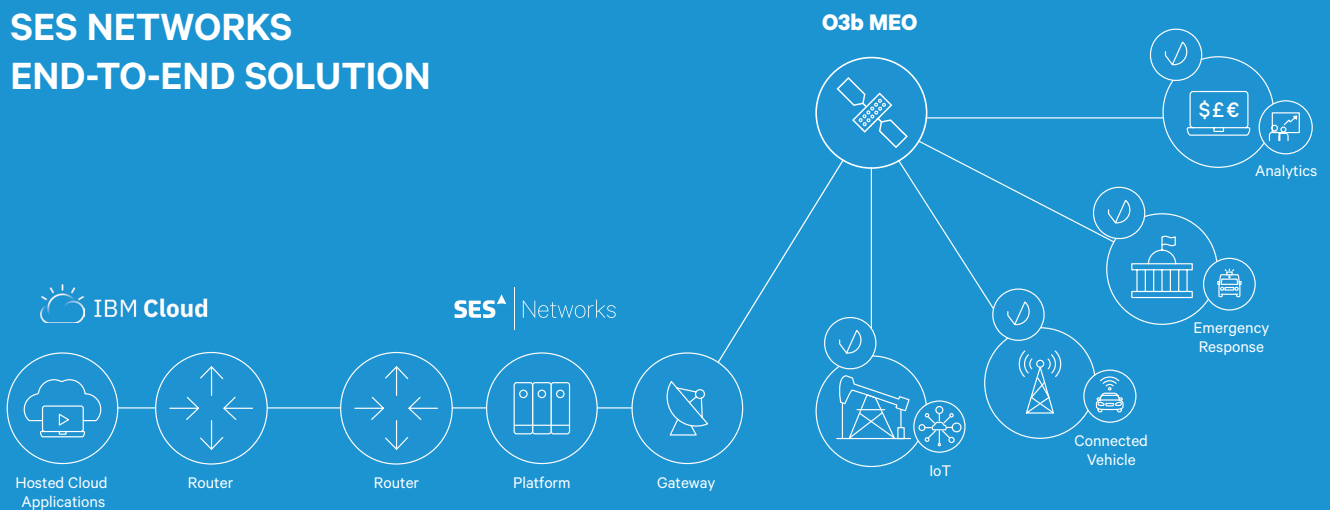 SES NETWORKS
END-TO-END SOLUTION
O3b MEO
$£€
Analytics
Emergency
Response
Connected
Vehicle
IoT
IBM Cloud
SES Networks
Hosted Cloud
Applications
Router
Router
Platform
Gateway